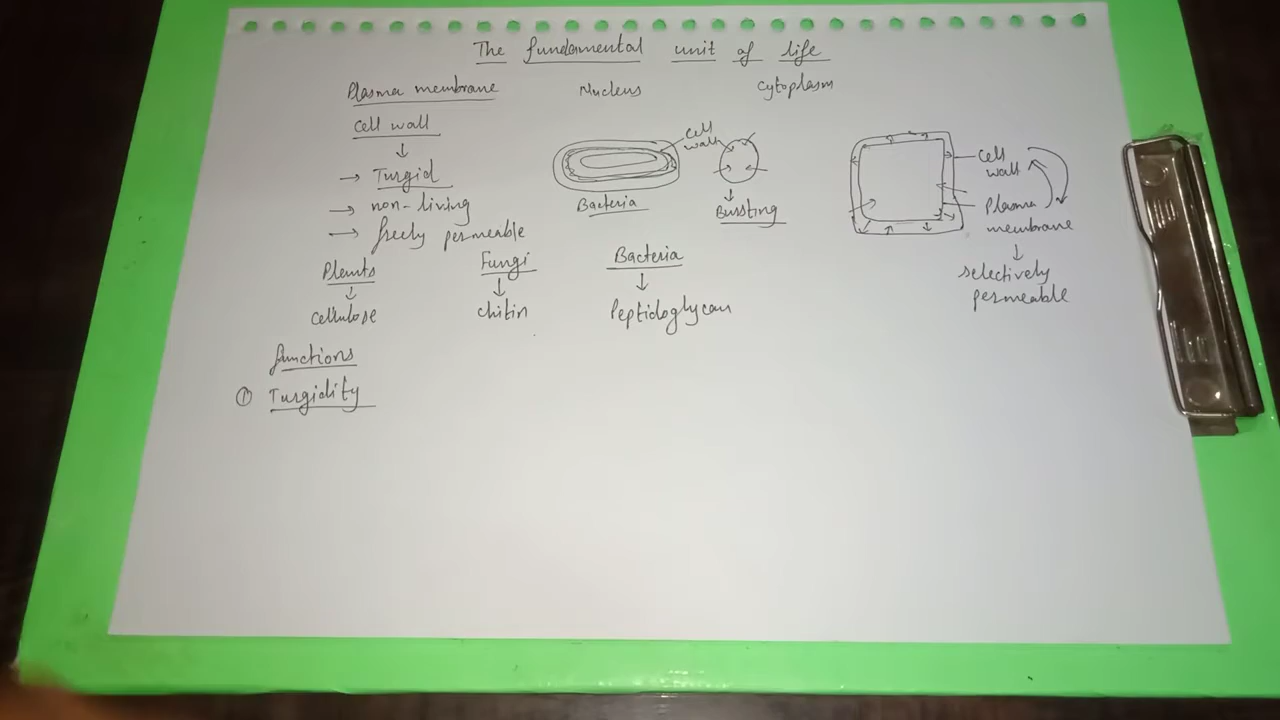 The fundamental unit of life
Plasma membrane Nucleus Cytoplasm
Cell wall
→ Turgid
→ non-living
→ freely permeable
Cell wall
Bacteria
Bursting
Cell wall
Plasma membrane
selectively permeable
Plants Fungi Bacteria
cellulose chitin Peptidoglycan
functions
① Turgidity